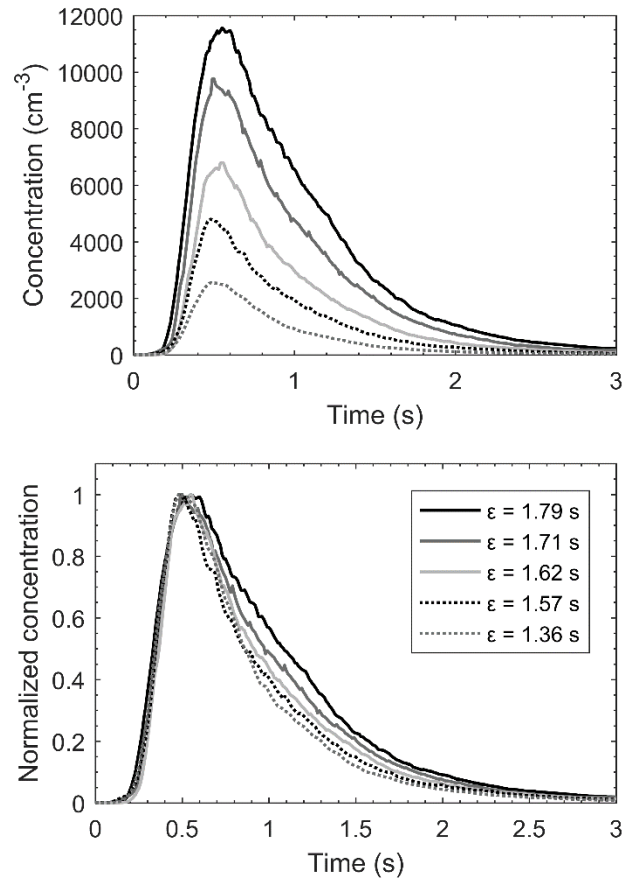 12000
10000
8000
6000
4000
2000
0
Concentration (cm⁻³)
0 1 2 3
Time (s)
1
0.8
0.6
0.4
0.2
0
Normalized concentration
ε = 1.79 s
ε = 1.71 s
ε = 1.62 s
ε = 1.57 s
ε = 1.36 s
0 0.5 1 1.5 2 2.5 3
Time (s)